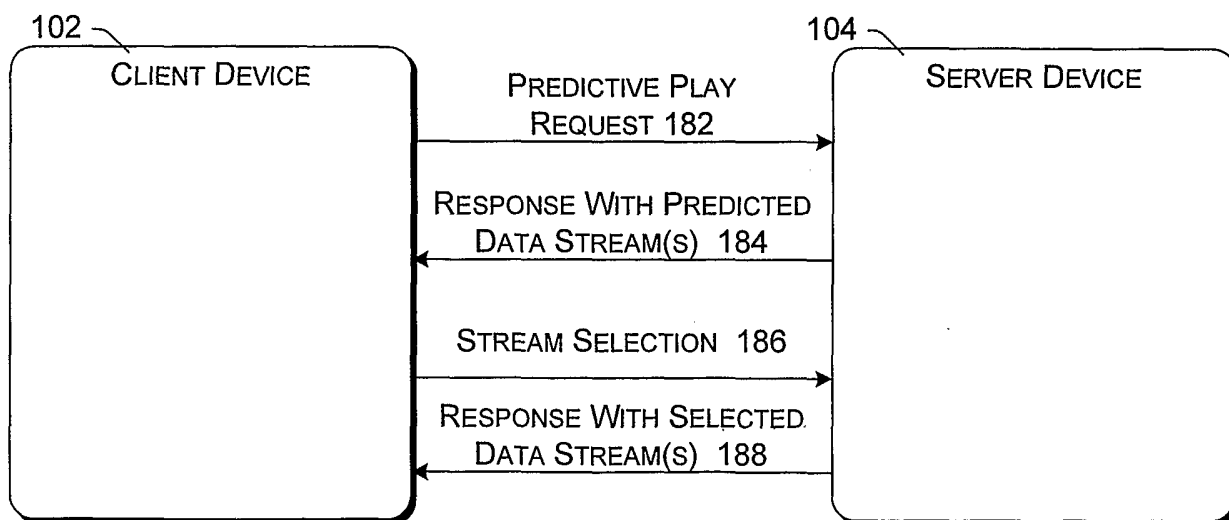 102
104
CLIENT DEVICE
SERVER DEVICE
PREDICTIVE PLAY
REQUEST 182
RESPONSE WITH PREDICTED
DATA STREAM(S) 184
STREAM SELECTION 186
RESPONSE WITH SELECTED
DATA STREAM(S) 188